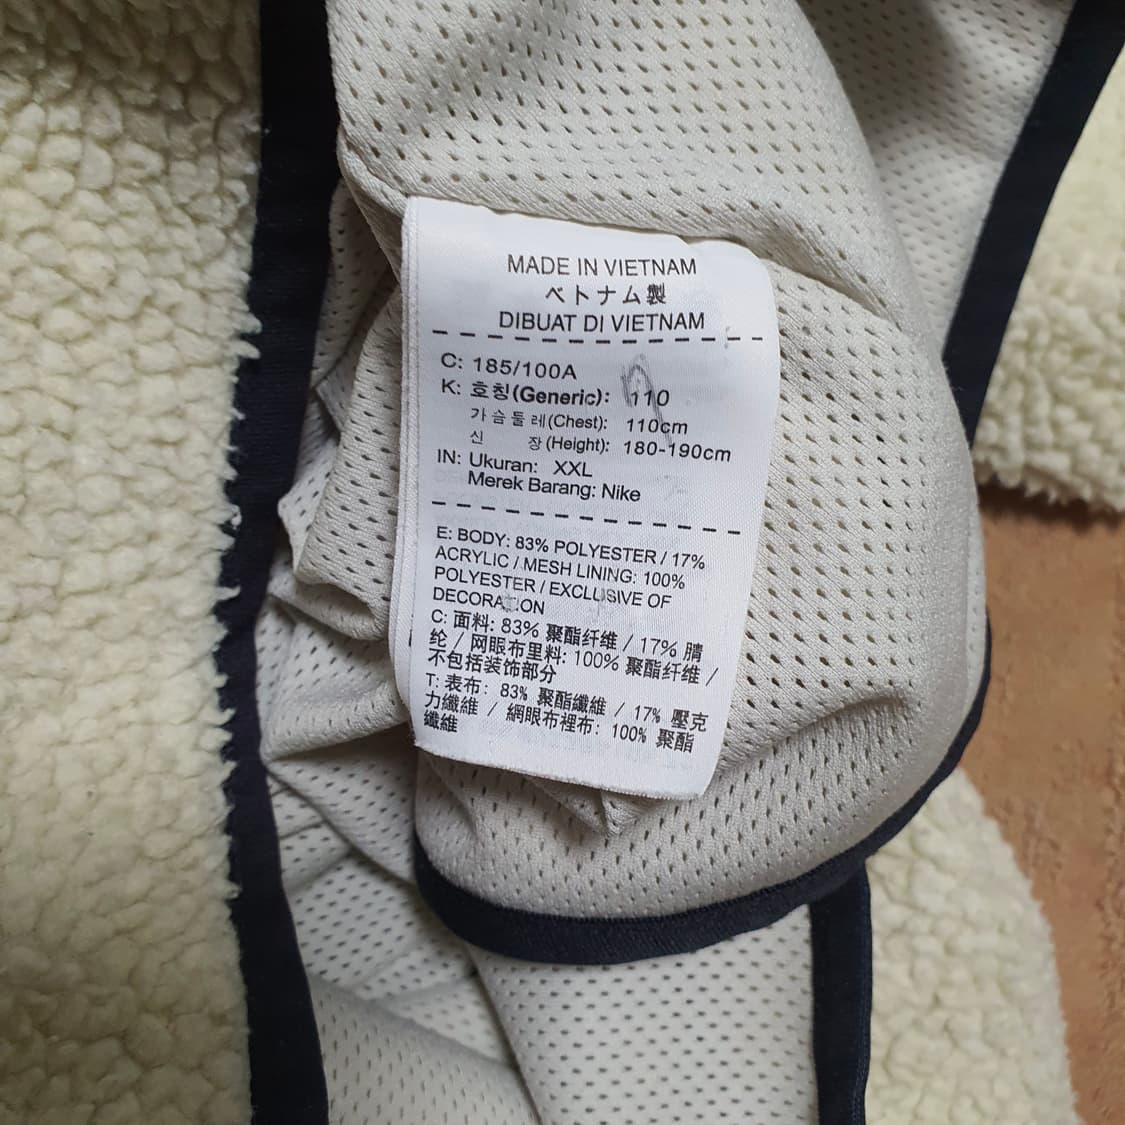 MADE IN VIETNAM
ベトナム製
DIBUAT DI VIETNAM
C: 185/100A
K: 호칭(Generic): 110
가슴둘레(Chest): 110cm
신 장(Height): 180-190cm
IN: Ukuran: XXL
Merek Barang: Nike
E: BODY: 83% POLYESTER / 17%
ACRYLIC / MESH LINING: 100%
POLYESTER / EXCLUSIVE OF
DECORATION
C: 面料: 83% 聚酯纤维 / 17% 腈
纶 / 网眼布里料: 100% 聚酯纤维 /
不包括装饰部分
T: 表布: 83% 聚酯纖維 / 17% 壓克
力纖維 / 網眼布裡布: 100% 聚酯
纖維